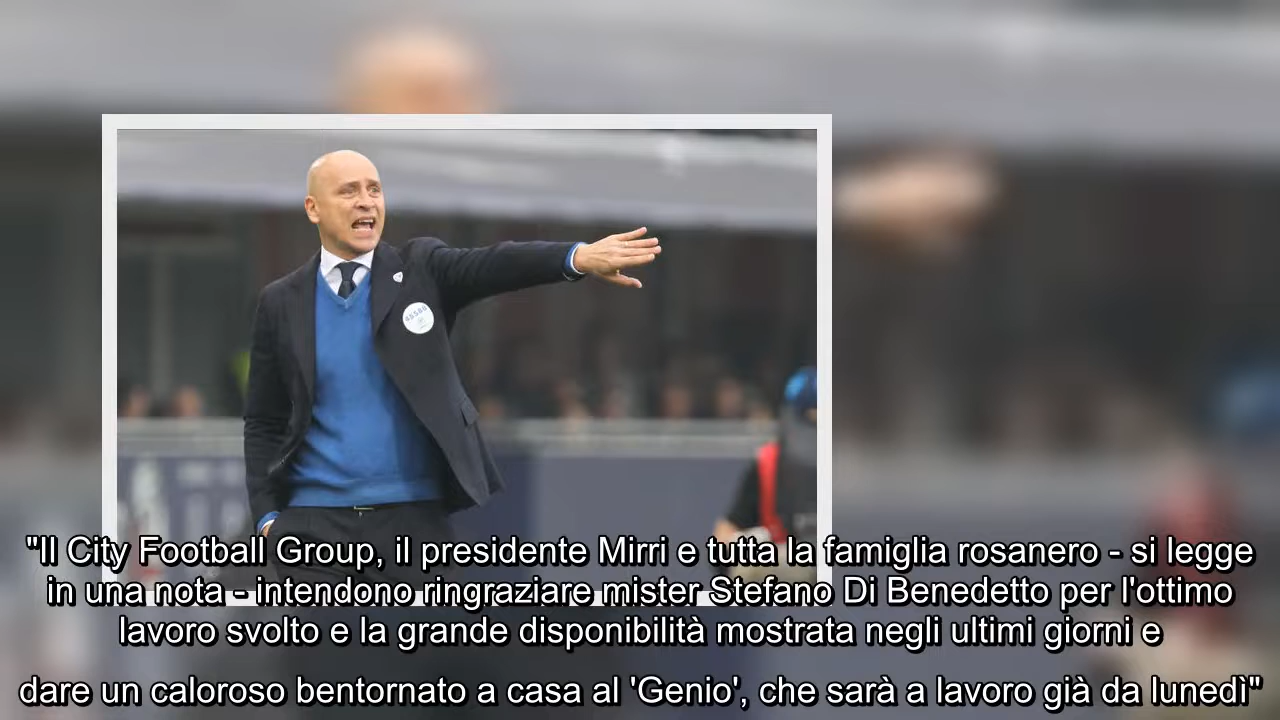 45580
"Il City Football Group, il presidente Mirri e tutta la famiglia rosanero - si legge
in una nota - intendono ringraziare mister Stefano Di Benedetto per l'ottimo
lavoro svolto e la grande disponibilità mostrata negli ultimi giorni e
dare un caloroso bentornato a casa al 'Genio', che sarà a lavoro già da lunedì"